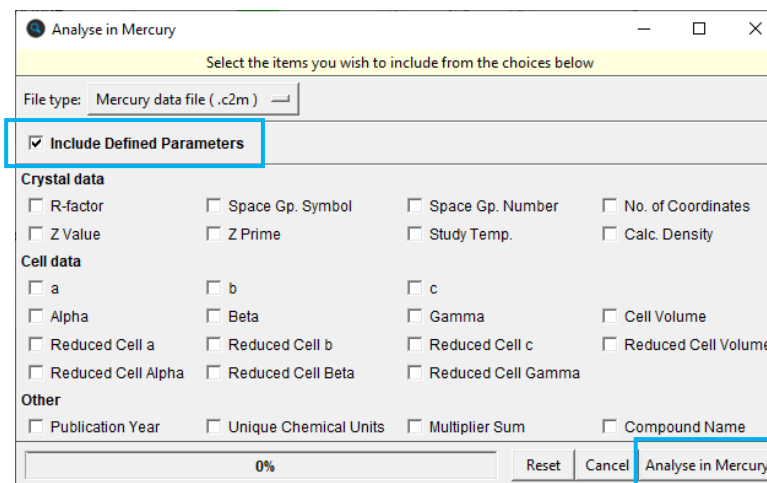 Analyse in Mercury
Select the items you wish to include from the choices below
File type: Mercury data file ( .c2m )
Include Defined Parameters
Crystal data
R-factor Space Gp. Symbol Space Gp. Number No. of Coordinates
Z Value Z Prime Study Temp. Calc. Density
Cell data
a b c
Alpha Beta Gamma Cell Volume
Reduced Cell a Reduced Cell b Reduced Cell c Reduced Cell Volume
Reduced Cell Alpha Reduced Cell Beta Reduced Cell Gamma
Other
Publication Year Unique Chemical Units Multiplier Sum Compound Name
0% Reset Cancel Analyse in Mercury